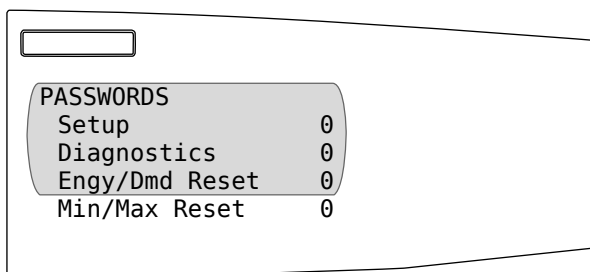 PASSWORDS
Setup 0
Diagnostics 0
Engy/Dmd Reset 0
Min/Max Reset 0